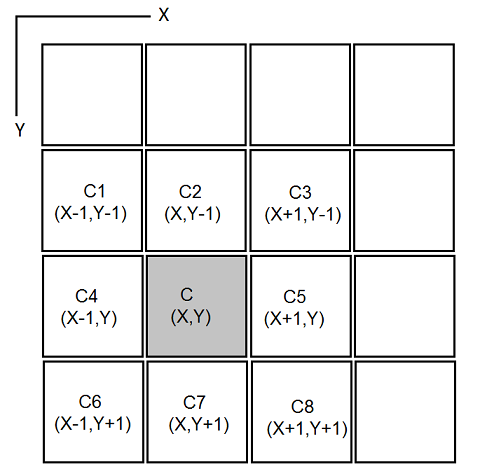 X
Y
C1
(X-1,Y-1)
C2
(X,Y-1)
C3
(X+1,Y-1)
C4
(X-1,Y)
C
(X,Y)
C5
(X+1,Y)
C6
(X-1,Y+1)
C7
(X,Y+1)
C8
(X+1,Y+1)